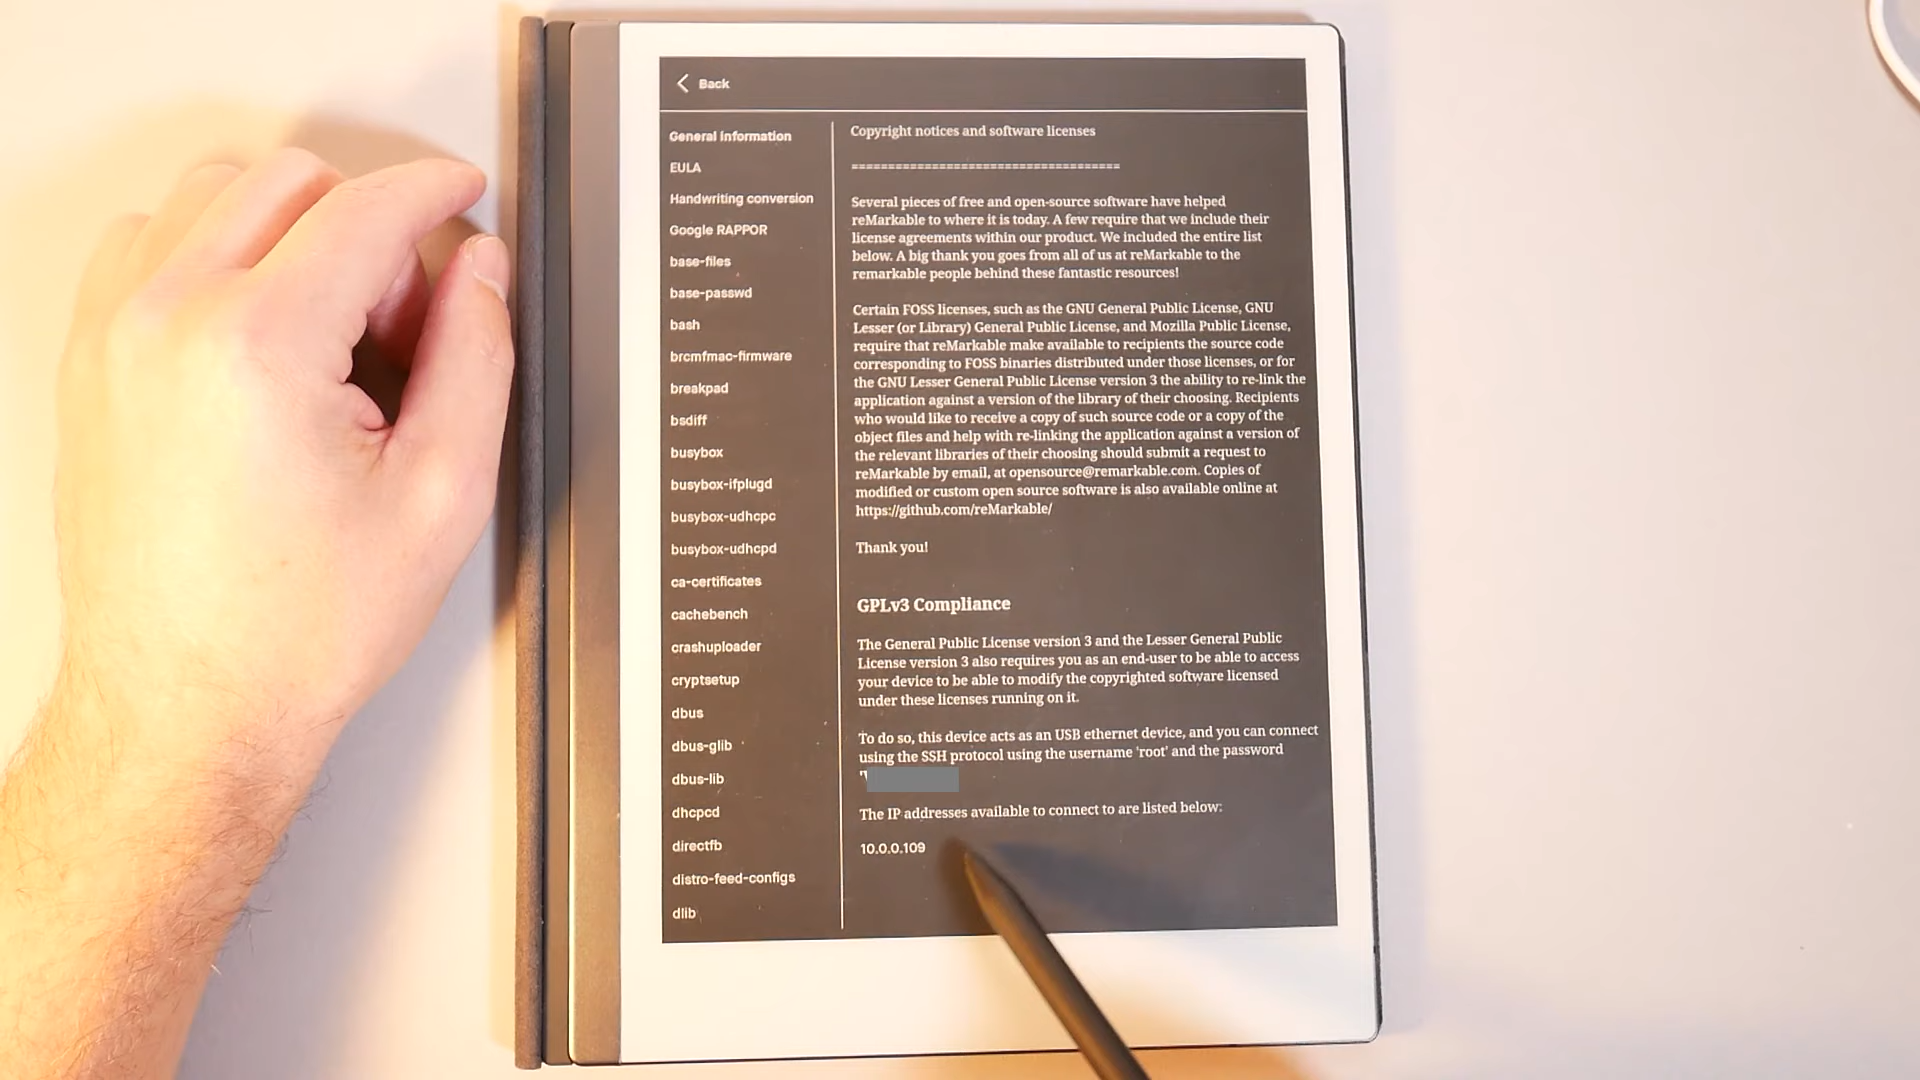 Back
General information
EULA
Handwriting conversion
Google RAPPOR
base-files
base-passwd
bash
brcmfmac-firmware
breakpad
bsdiff
busybox
busybox-ifplugd
busybox-udhcpc
busybox-udhcpd
ca-certificates
cachebench
crashuploader
cryptsetup
dbus
dbus-glib
dbus-lib
dhcpcd
directfb
distro-feed-configs
dlib
Copyright notices and software licenses
=====================================
Several pieces of free and open-source software have helped
reMarkable to where it is today. A few require that we include their
license agreements within our product. We included the entire list
below. A big thank you goes from all of us at reMarkable to the
remarkable people behind these fantastic resources!
Certain FOSS licenses, such as the GNU General Public License, GNU
Lesser (or Library) General Public License, and Mozilla Public License,
require that reMarkable make available to recipients the source code
corresponding to FOSS binaries distributed under those licenses, or for
the GNU Lesser General Public License version 3 the ability to re-link the
application against a version of the library of their choosing. Recipients
who would like to receive a copy of such source code or a copy of the
object files and help with re-linking the application against a version of
the relevant libraries of their choosing should submit a request to
reMarkable by email, at opensource@remarkable.com. Copies of
modified or custom open source software is also available online at
https://github.com/reMarkable/
Thank you!
GPLv3 Compliance
The General Public License version 3 and the Lesser General Public
License version 3 also requires you as an end-user to be able to access
your device to be able to modify the copyrighted software licensed
under these licenses running on it.
To do so, this device acts as an USB ethernet device, and you can connect
using the SSH protocol using the username 'root' and the password
The IP addresses available to connect to are listed below:
10.0.0.109